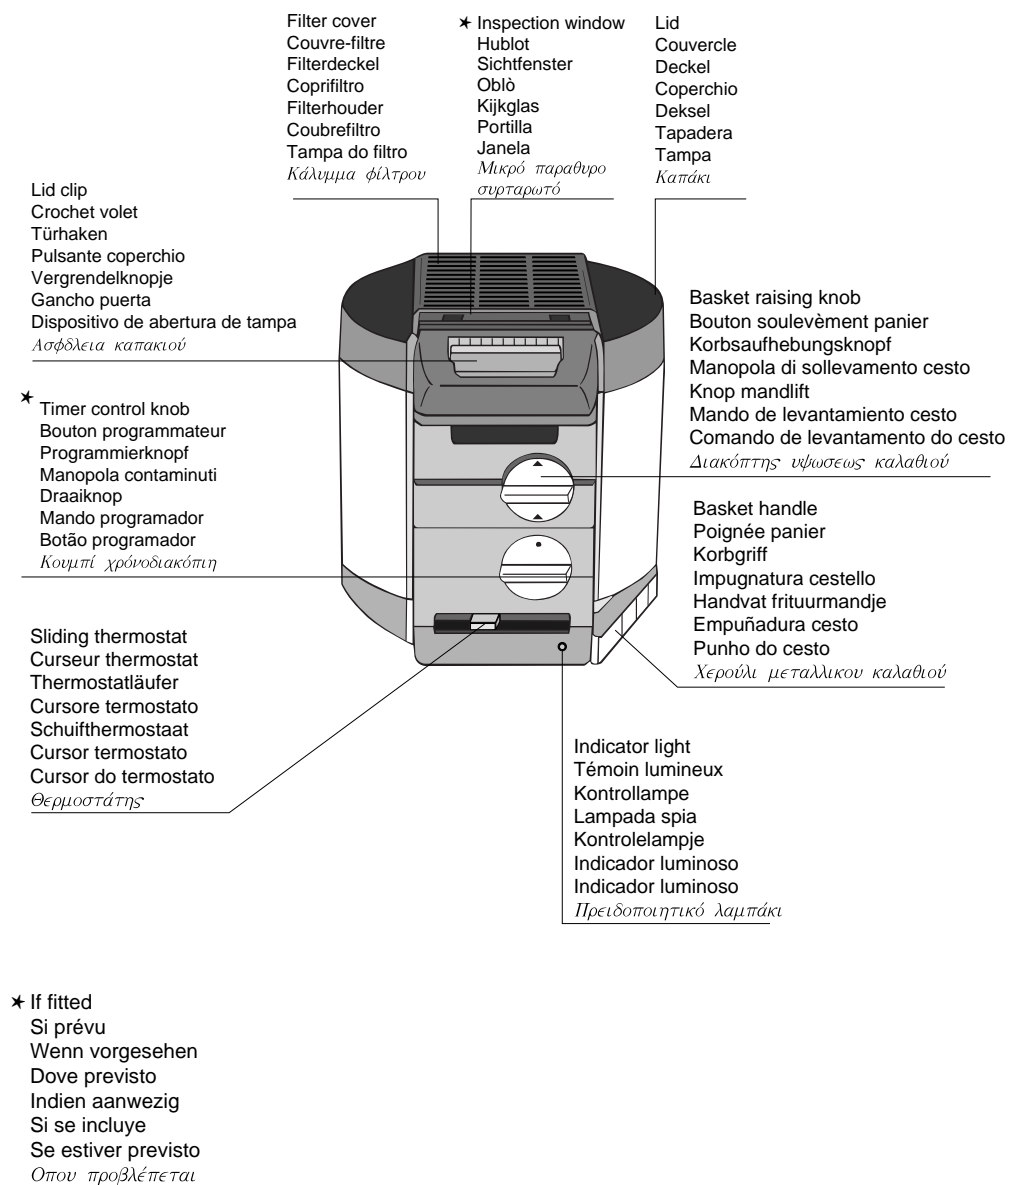 Filter cover
Couvre-filtre
Filterdeckel
Coprifiltro
Filterhouder
Coubrefiltro
Tampa do filtro
Κάλυμμα φίλτρου
★ Inspection window
Hublot
Sichtfenster
Oblò
Kijkglas
Portilla
Janela
Μικρό παραθυρο
συρταρωτό
Lid
Couvercle
Deckel
Coperchio
Deksel
Tapadera
Tampa
Καπάκι
Lid clip
Crochet volet
Türhaken
Pulsante coperchio
Vergrendelknopje
Gancho puerta
Dispositivo de abertura de tampa
Ασφδλεια καπακιού
Basket raising knob
Bouton soulevèment panier
Korbsaufhebungsknopf
Manopola di sollevamento cesto
Knop mandlift
Mando de levantamiento cesto
Comando de levantamento do cesto
Διακόπτης υψωσεως καλαθιού
★ Timer control knob
Bouton programmateur
Programmierknopf
Manopola contaminuti
Draaiknop
Mando programador
Botão programador
Κουμπί χρόνοδιακόπιη
Basket handle
Poignée panier
Korbgriff
Impugnatura cestello
Handvat frituurmandje
Empuñadura cesto
Punho do cesto
Χερούλι μεταλλικου καλαθιού
Sliding thermostat
Curseur thermostat
Thermostatläufer
Cursore termostato
Schuifthermostaat
Cursor termostato
Cursor do termostato
Θερμοστάτης
Indicator light
Témoin lumineux
Kontrollampe
Lampada spia
Kontrolelampje
Indicador luminoso
Indicador luminoso
Πρειδοποιητικό λαμπάκι
★ If fitted
Si prévu
Wenn vorgesehen
Dove previsto
Indien aanwezig
Si se incluye
Se estiver previsto
Οπου προβλέπεται